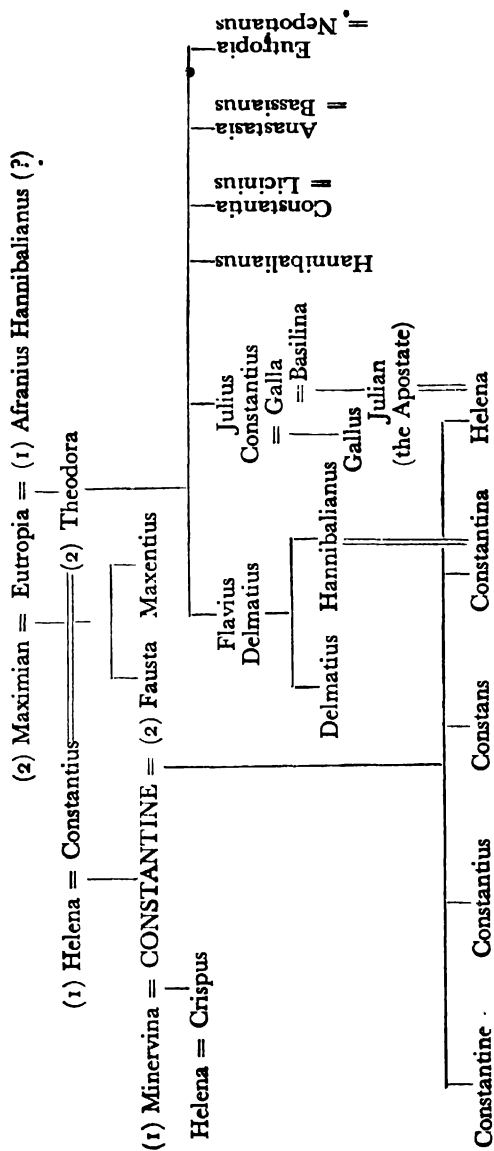 (2) Maximian = Eutropia = (1) Afranius Hannibalianus (?)
(1) Helena = Constantius
(2) Theodora
(1) Minervina = CONSTANTINE = (2) Fausta Maxentius
Helena = Crispus
Flavius
Delmatius
Julius
Constantius
= Galla
= Basilina
Hannibalianus
Constantia
= Licinius
Anastasia
= Bassianus
Eutropia
= Nepotianus
Delmatius Hannibalianus
Gallus
Julian
(the Apostate)
Constantine
Constantius
Constans
Constantina
Helena